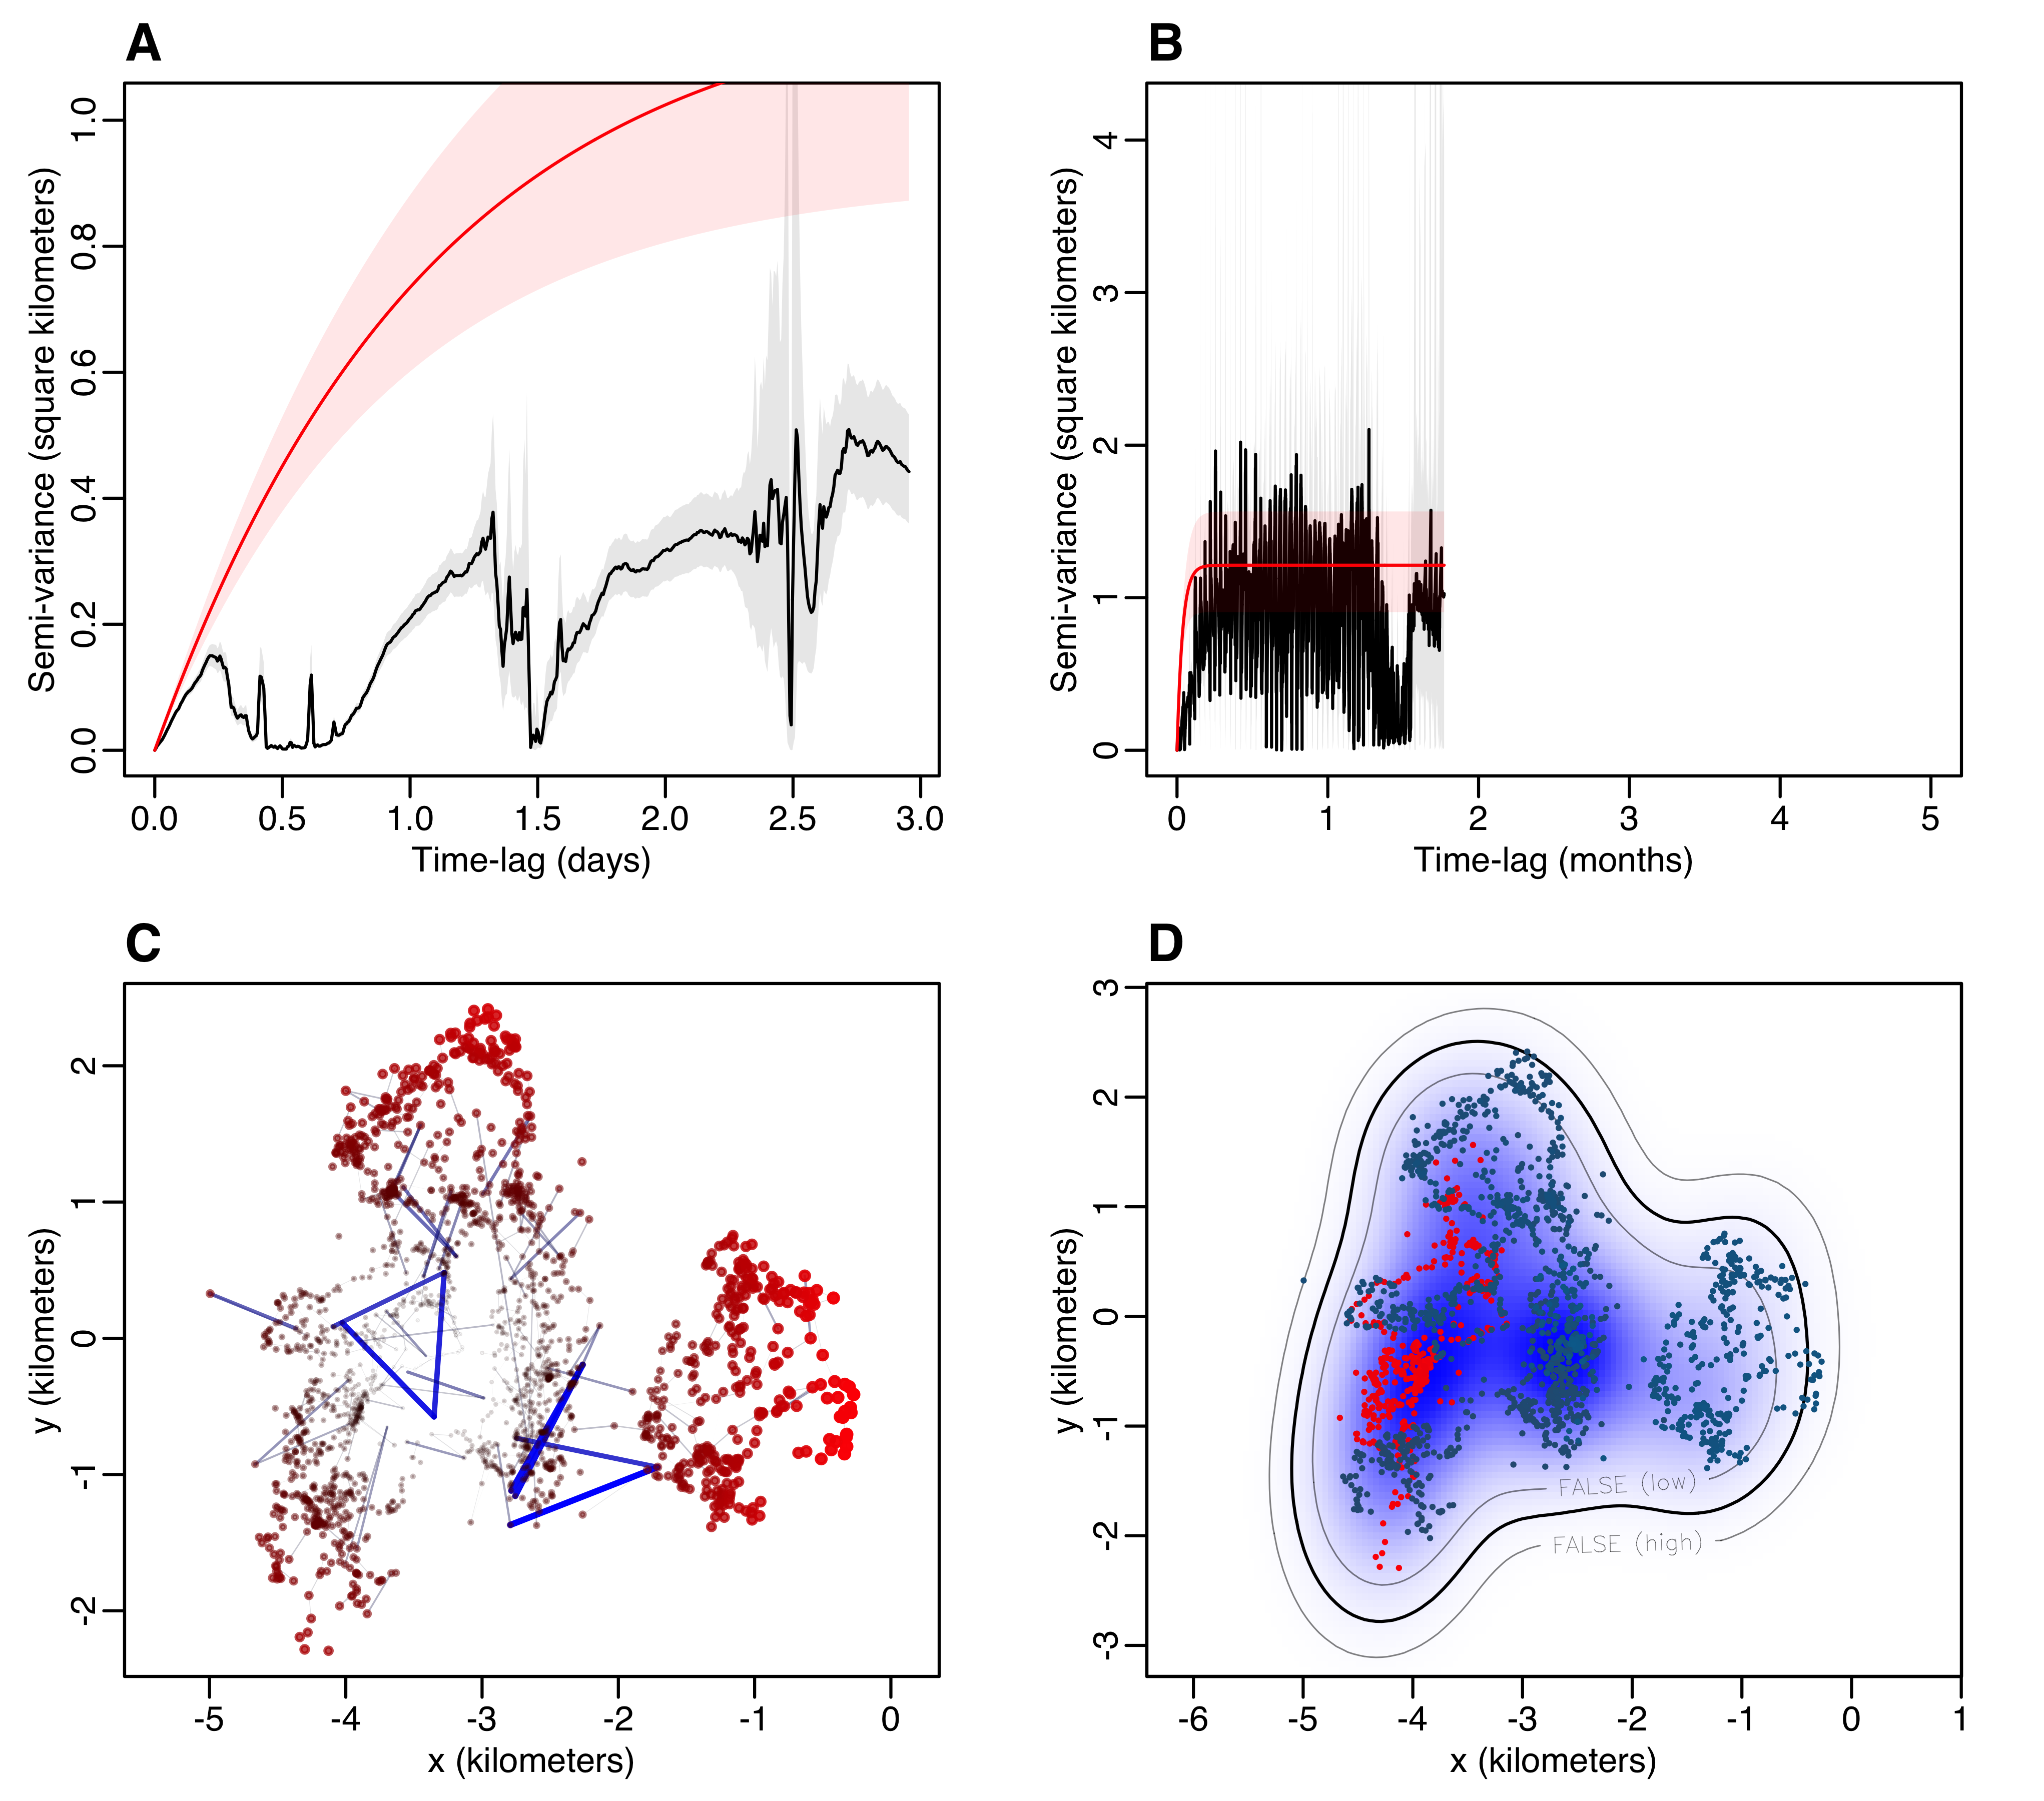 A
Semi-variance (square kilometers)
0.0 0.2 0.4 0.6 0.8 1.0
0.0 0.5 1.0 1.5 2.0 2.5 3.0
Time-lag (days)
B
Semi-variance (square kilometers)
0 1 2 3 4
0 1 2 3 4 5
Time-lag (months)
C
y (kilometers)
-2 -1 0 1 2
-5 -4 -3 -2 -1 0
x (kilometers)
D
y (kilometers)
-3 -2 -1 0 1 2 3
FALSE (low)
FALSE (high)
-6 -5 -4 -3 -2 -1 0 1
x (kilometers)